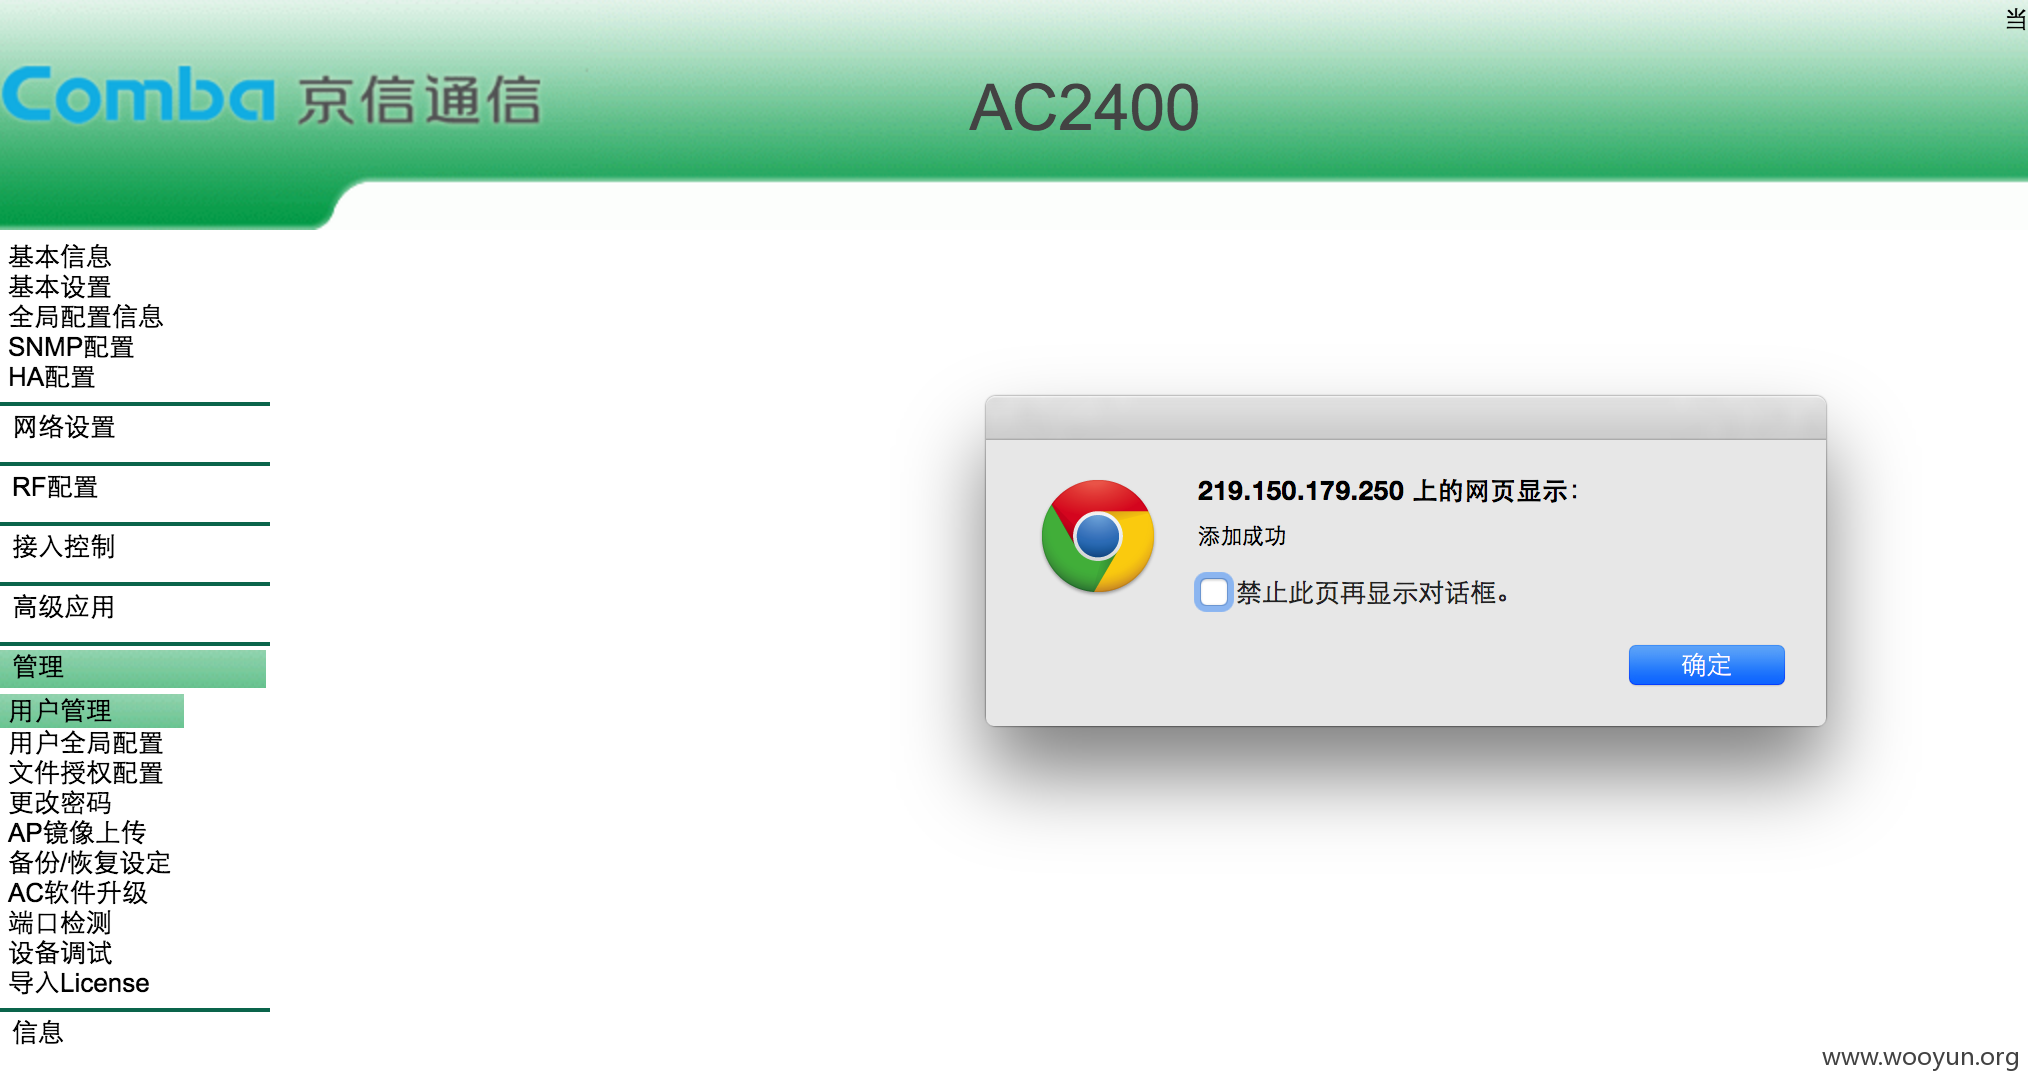 当
Comba 京信通信
AC2400
基本信息
基本设置
全局配置信息
SNMP配置
HA配置
网络设置
RF配置
接入控制
高级应用
管理
用户管理
用户全局配置
文件授权配置
更改密码
AP镜像上传
备份/恢复设定
AC软件升级
端口检测
设备调试
导入License
信息
219.150.179.250 上的网页显示：
添加成功
禁止此页再显示对话框。
确定
www.wooyun.org